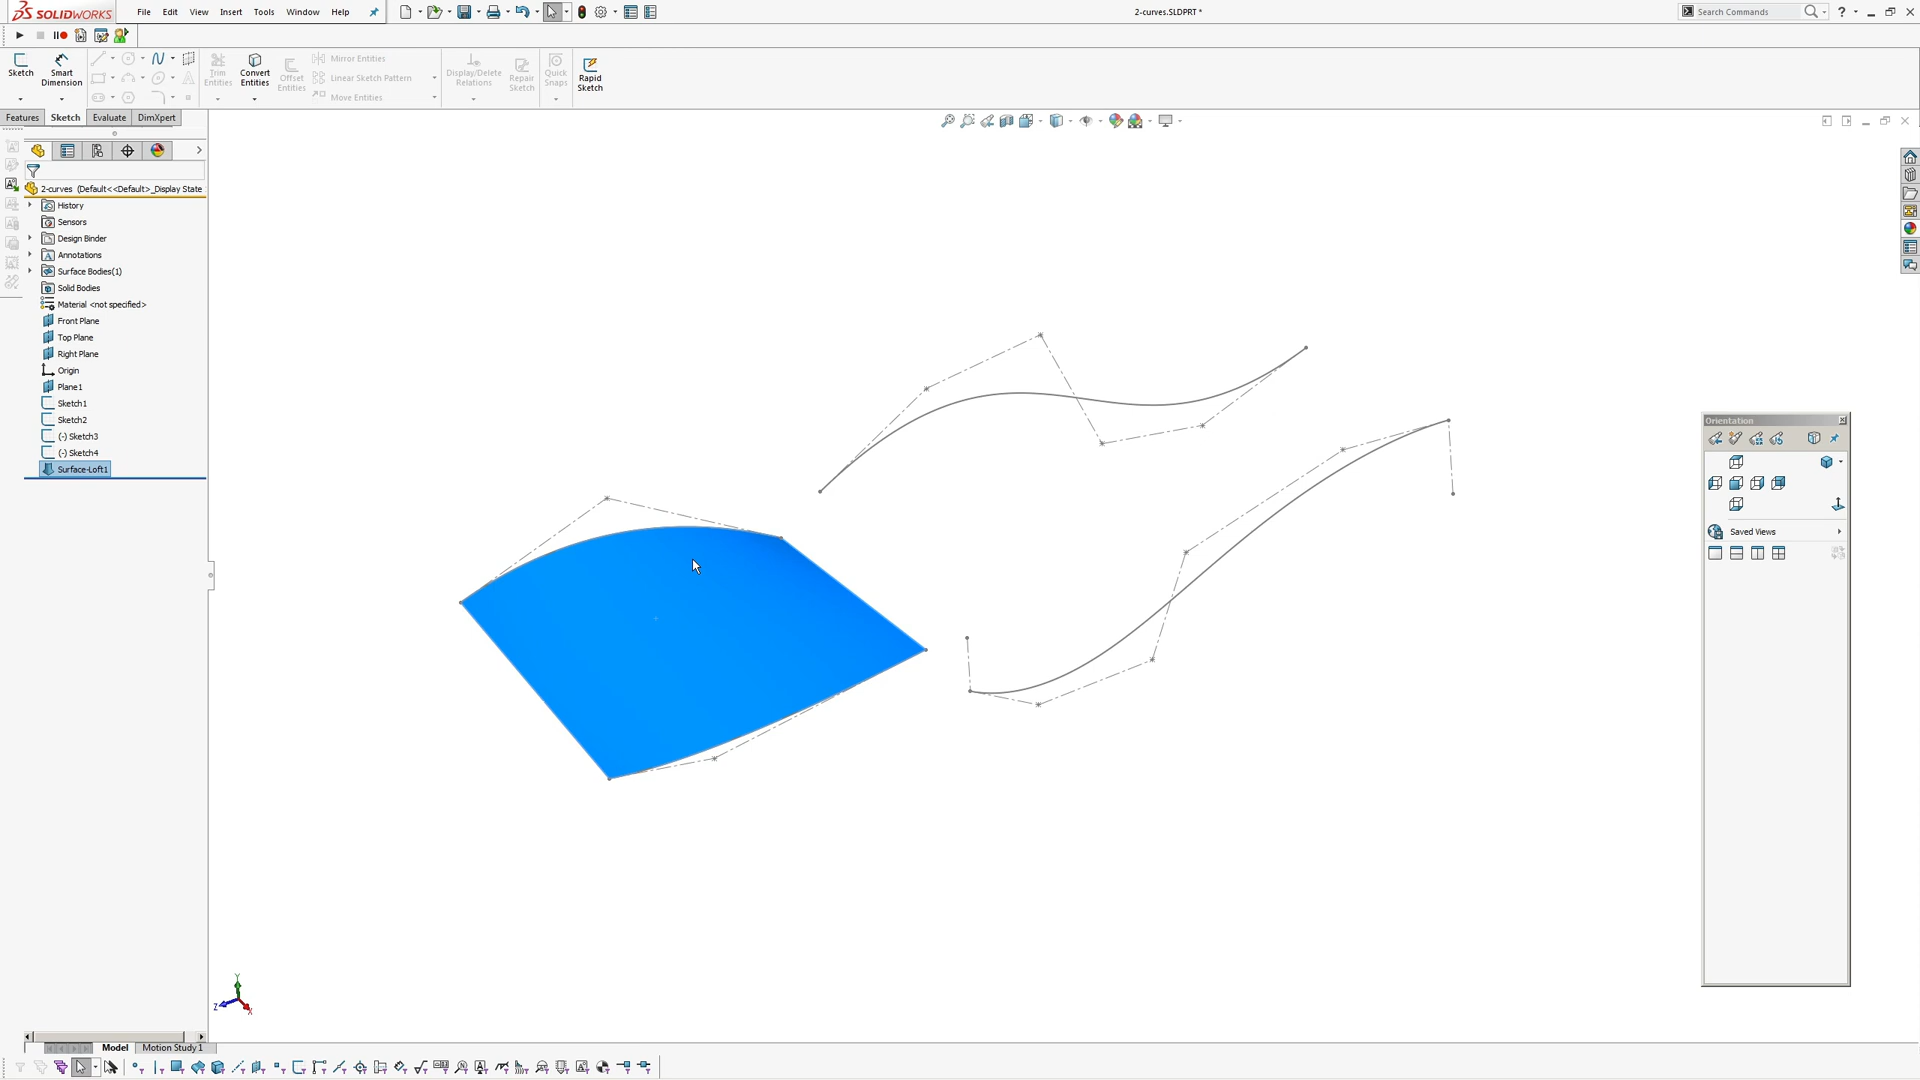 SOLIDWORKS File Edit View Insert Tools Window Help 2-curves.SLDPRT * Search Commands ?
Sketch Smart Dimension Trim Entities Convert Entities Offset Entities Mirror Entities Linear Sketch Pattern Move Entities Display/Delete Relations Repair Sketch Quick Snaps Rapid Sketch
Features Sketch Evaluate DimXpert
2-curves (Default<<Default>_Display State
History
Sensors
Design Binder
Annotations
Surface Bodies(1)
Solid Bodies
Material <not specified>
Front Plane
Top Plane
Right Plane
Origin
Plane1
Sketch1
Sketch2
(-) Sketch3
(-) Sketch4
Surface-Loft1
Orientation
Saved Views
Y
Z
X
Model Motion Study 1